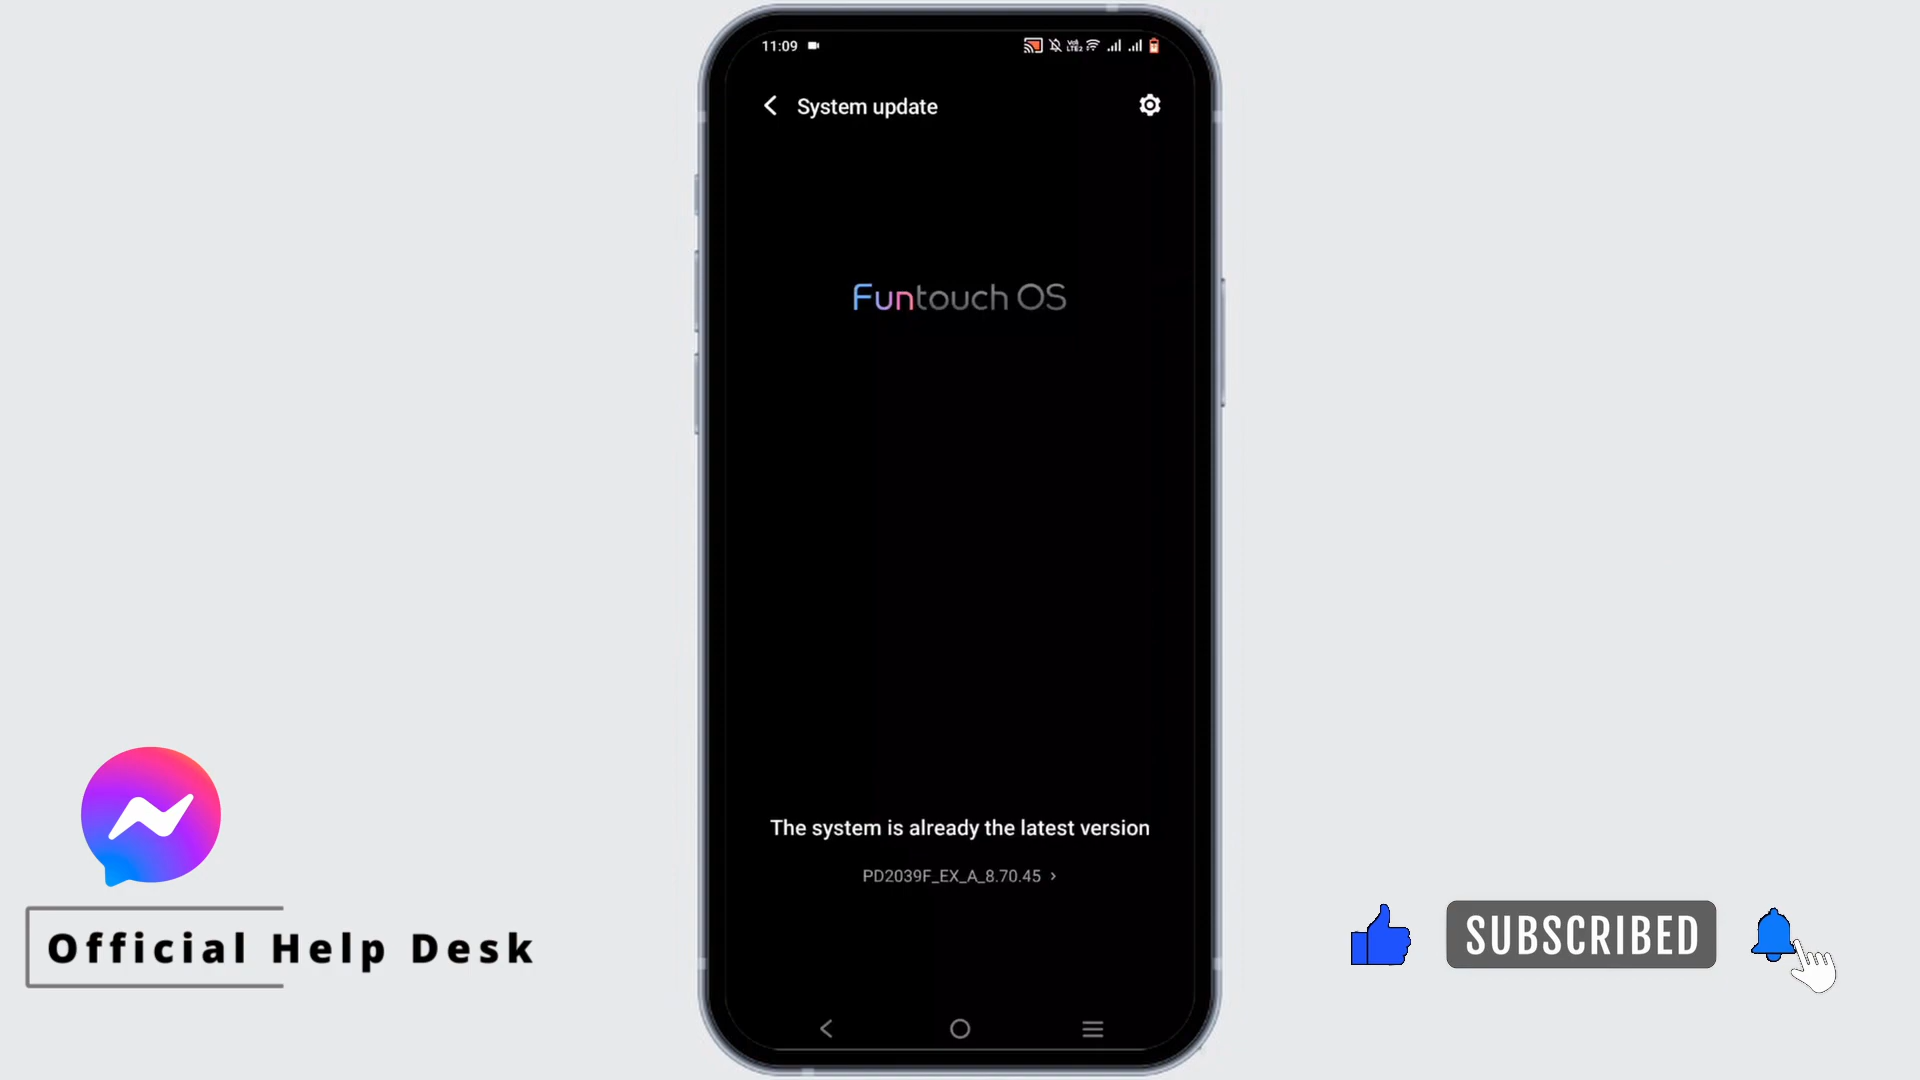 11:09
System update
Funtouch OS
The system is already the latest version
PD2039F_EX_A_8.70.45 >
Official Help Desk
SUBSCRIBED